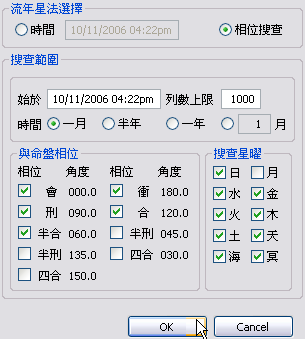 流年星法選擇
時間 10/11/2006 04:22pm 相位搜查
搜查範圍
始於 10/11/2006 04:22pm 列數上限 1000
時間 一月 半年 一年 1 月
與命盤相位
相位 角度 相位 角度
會 000.0 衝 180.0
刑 090.0 合 120.0
半合 060.0 半刑 045.0
半刑 135.0 四合 030.0
四合 150.0
搜查星曜
日 月
水 金
火 木
土 天
海 冥
OK Cancel